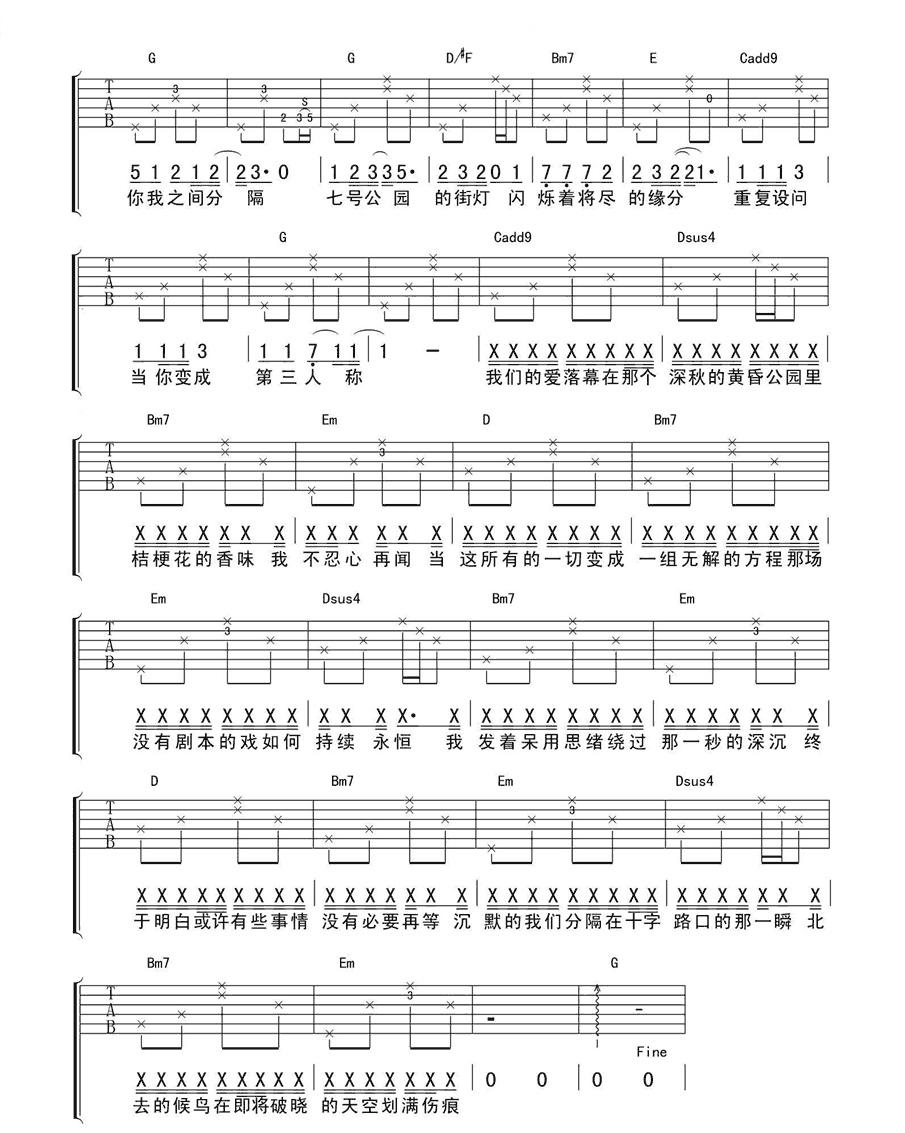 G G D/#F Bm7 E Cadd9
T A B 3 3 2 3 5 S 0
5 1 2 1 2 2 3· 0 1 2 3 3 5· 2 3 2 0 1 7 7 7 2 2 3 2 2 1· 1 1 1 3
你我之间分 隔 七号公 园 的街灯 闪 烁着将尽 的缘分 重复设问
G Cadd9 Dsus4
T A B
1 1 1 3 1 1 7 1 1 1 – X X X X X X X X X X X X X X X X X
当你变成 第三人 称 我们的爱落幕在那个 深秋的黄昏公园里
Bm7 Em D Bm7
T A B 3
X X X X X X X X X X X X X X X X X X X X X X X X X X X X X X
桔梗花的香味 我 不忍心 再闻 当 这所有的一切变成 一组无解的方程那场
Em Dsus4 Bm7 Em
T A B 3 3
X X X X X X X X X X X X· X X X X X X X X X X X X X X X X
没有剧本的戏如何 持续 永恒 我 发着呆用思绪绕过 那一秒的深沉 终
D Bm7 Em Dsus4
T A B 3
X X X X X X X X X X X X X X X X X X X X X X X X X X X X X X X X
于明白或许有些事情 没有必要再等 沉 默的我们分隔在十字 路口的那一瞬 北
Bm7 Em G
T A B 3
Fine
X X X X X X X X X X X X X X X X 0 0 0 0
去的候鸟在即将破晓 的天空划满伤痕